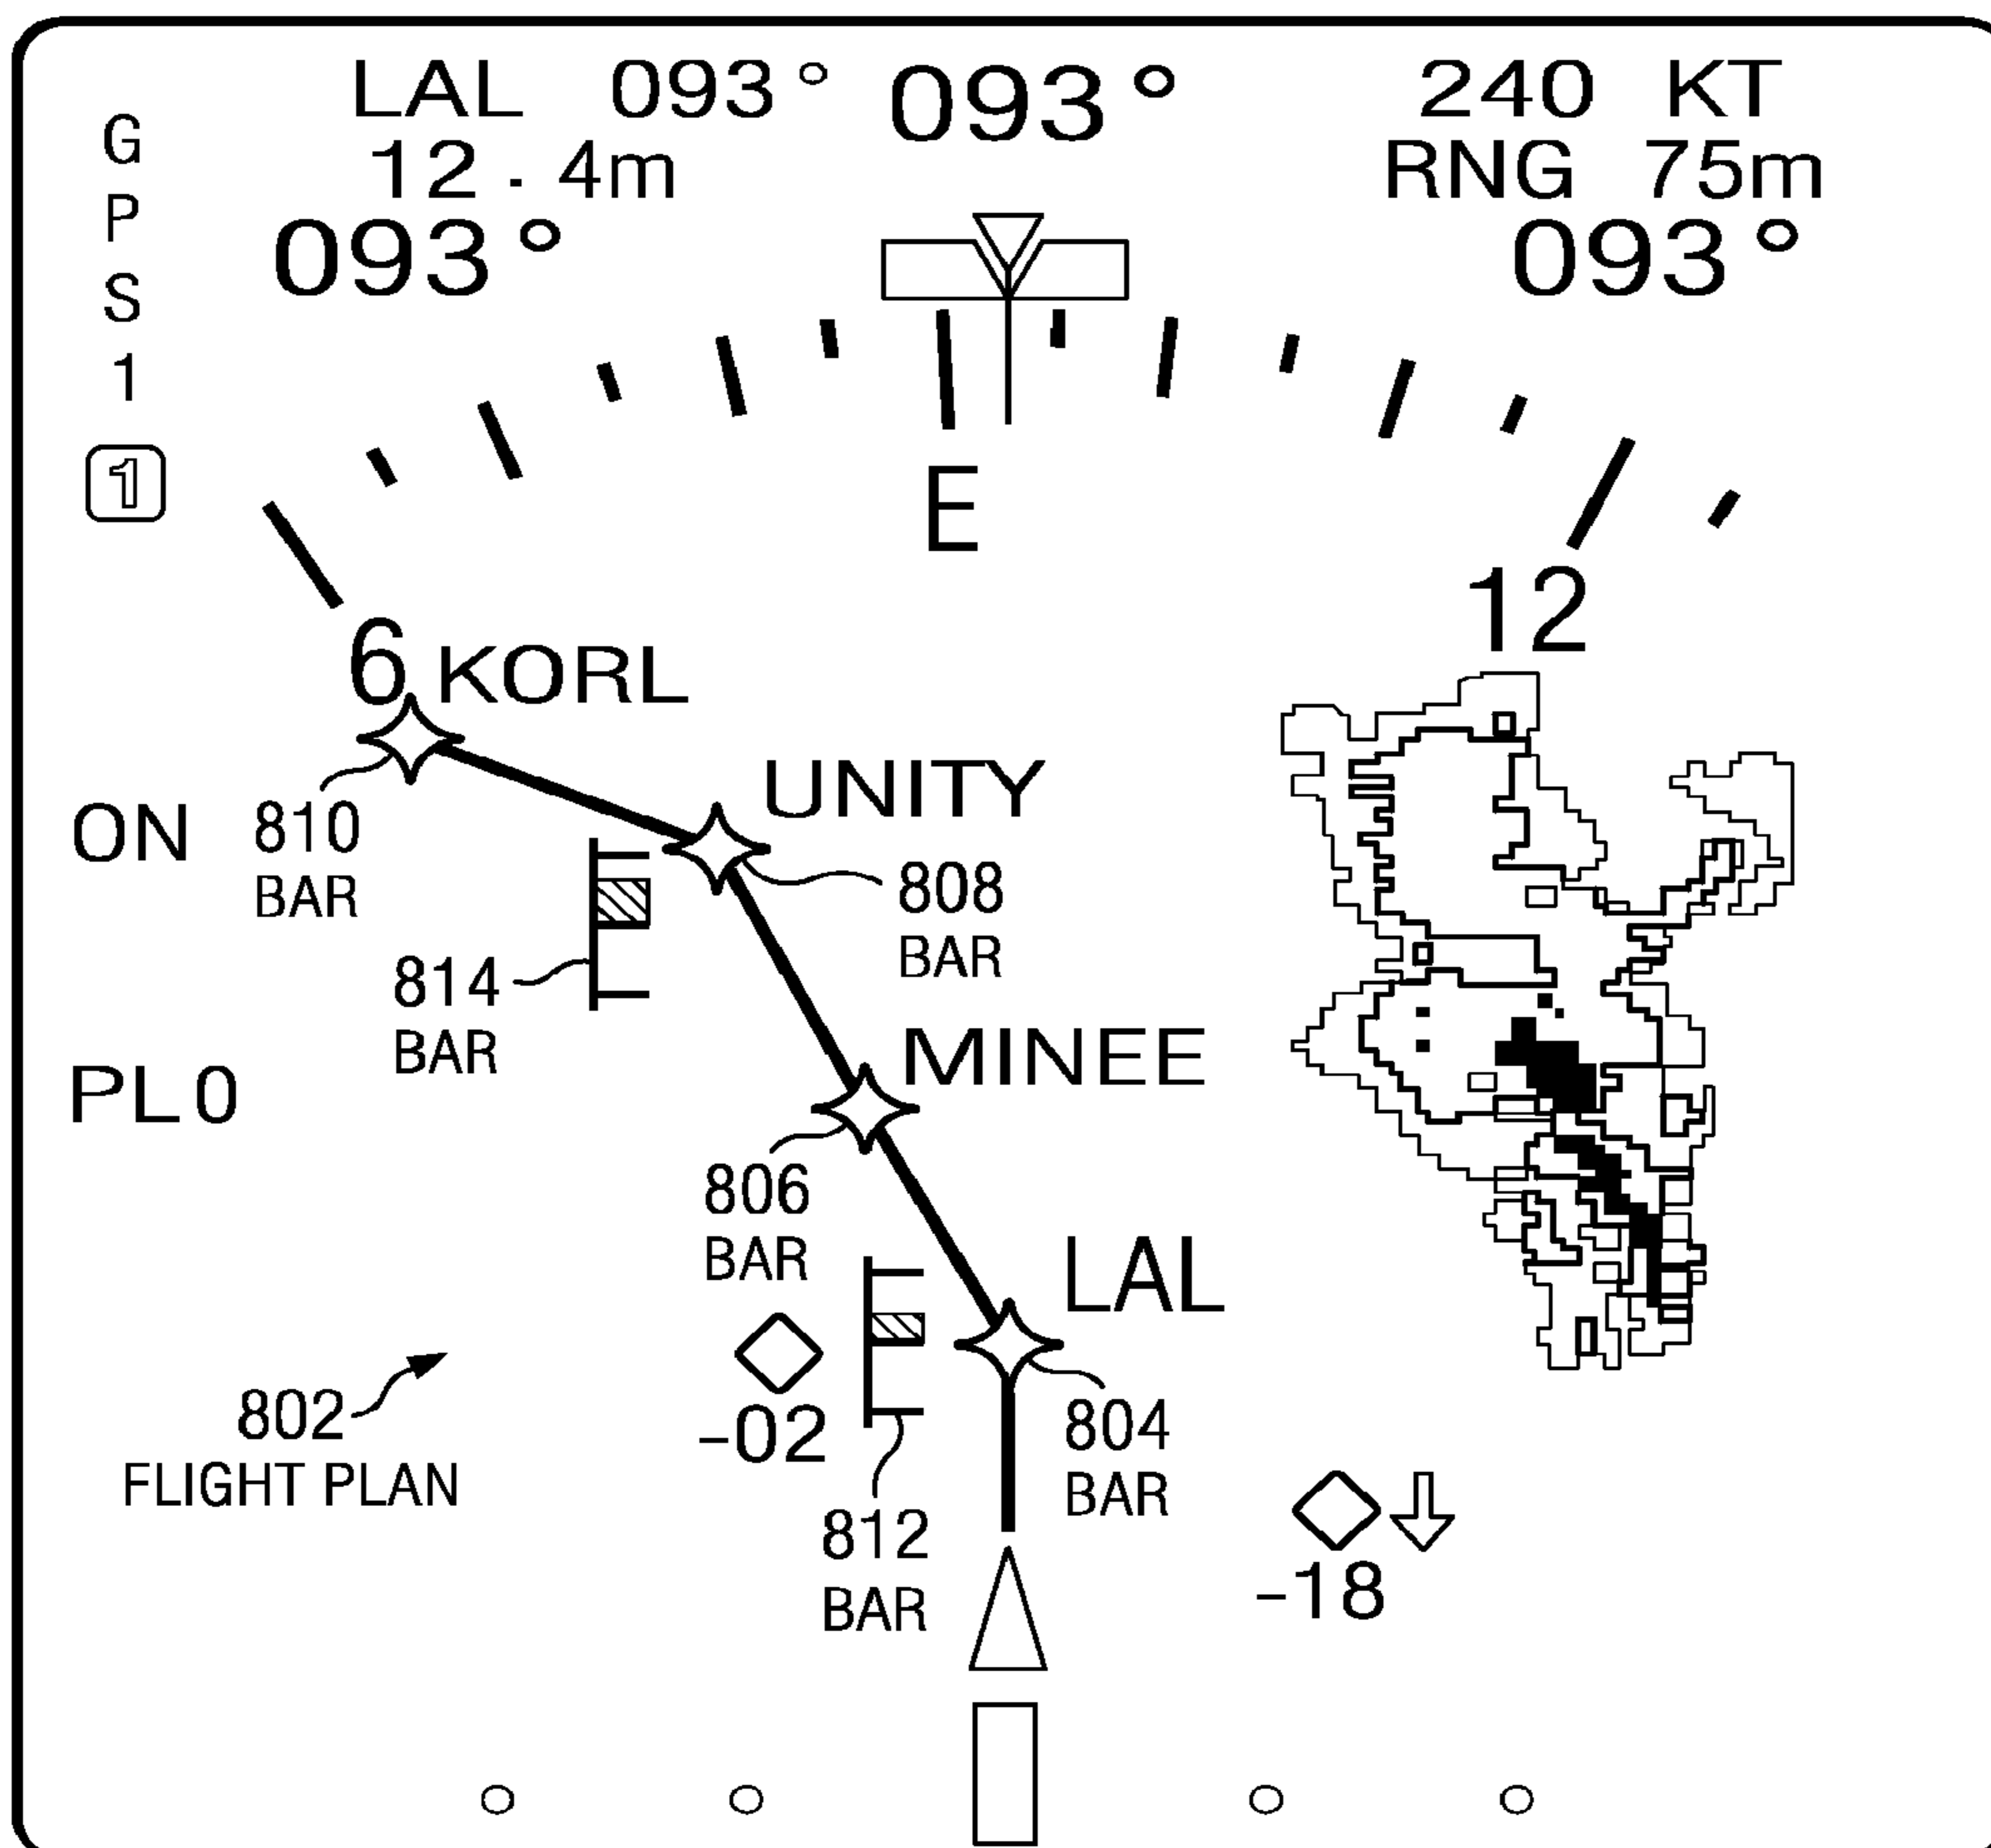 LAL 093° 093° 240 KT
12.4m RNG 75m
093° 093°
G
P
S
1
1
E
12
6 KORL
UNITY
ON
810
BAR
808
BAR
814
BAR
MINEE
PL0
806
BAR
LAL
802
FLIGHT PLAN
-02
804
BAR
812
BAR
-18